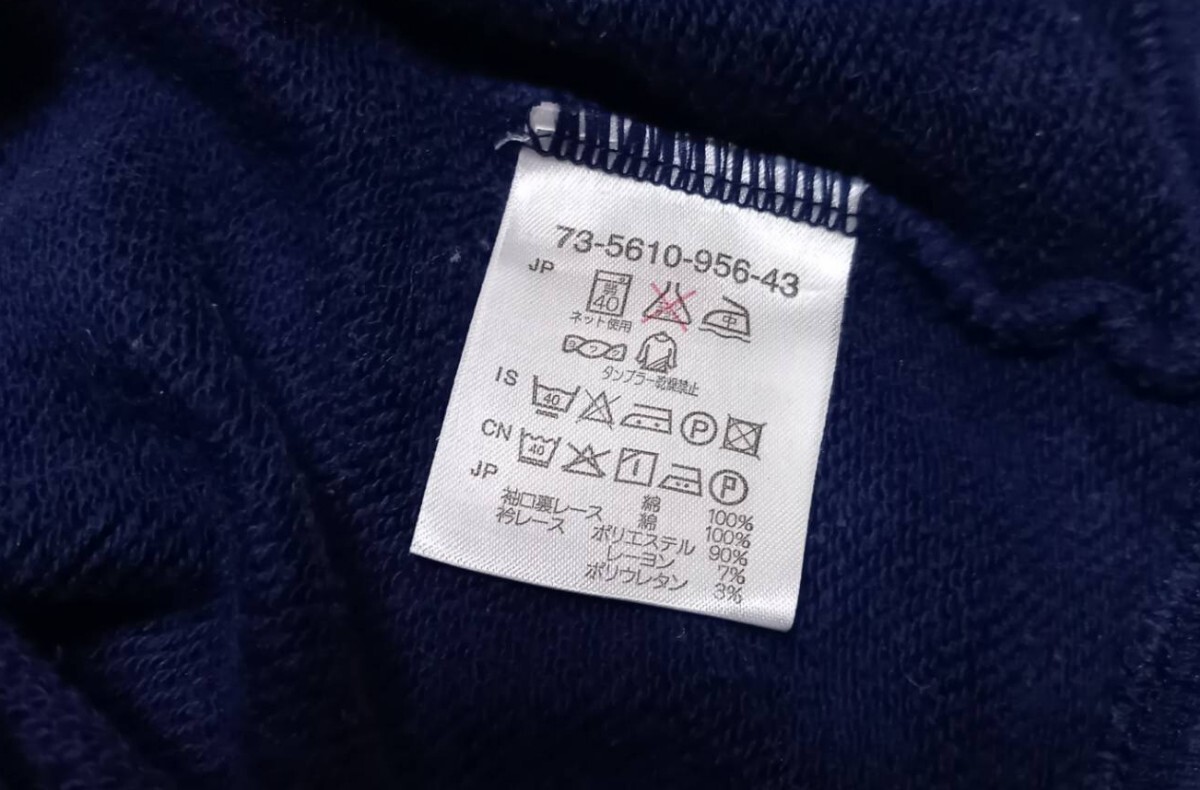 73-5610-956-43
JP
弱 40 中
ネット使用
タンブラー乾燥禁止
IS 40 P
CN 40 P
JP 綿 100%
袖口裏レース 綿 100%
衿レース ポリエステル 90%
レーヨン 7%
ポリウレタン 3%